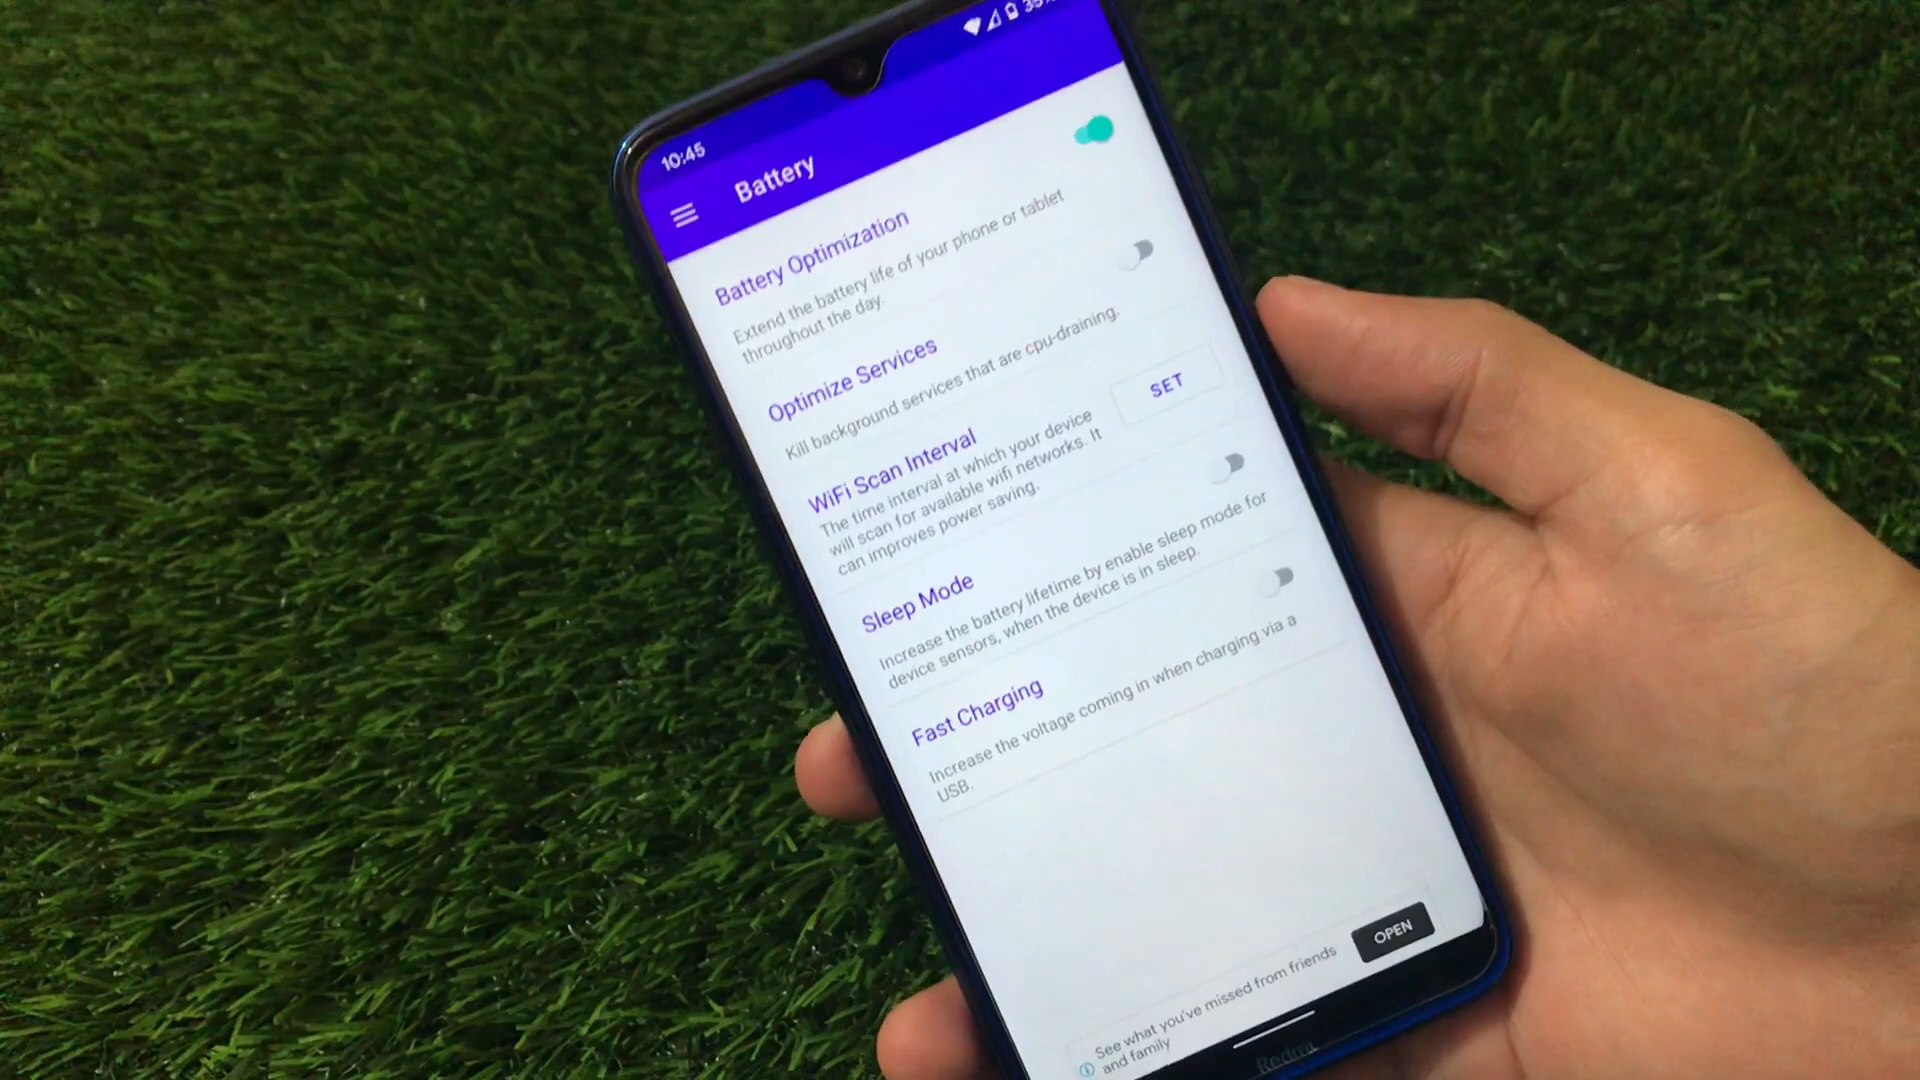 10:45
Battery
Battery Optimization
Extend the battery life of your phone or tablet
throughout the day.
Optimize Services
Kill background services that are cpu-draining.
WiFi Scan Interval
The time interval at which your device
will scan for available wifi networks. It
can improves power saving.
SET
Sleep Mode
Increase the battery lifetime by enable sleep mode for
device sensors, when the device is in sleep.
Fast Charging
Increase the voltage coming in when charging via a
USB.
See what you've missed from friends
and family
OPEN
Redmi